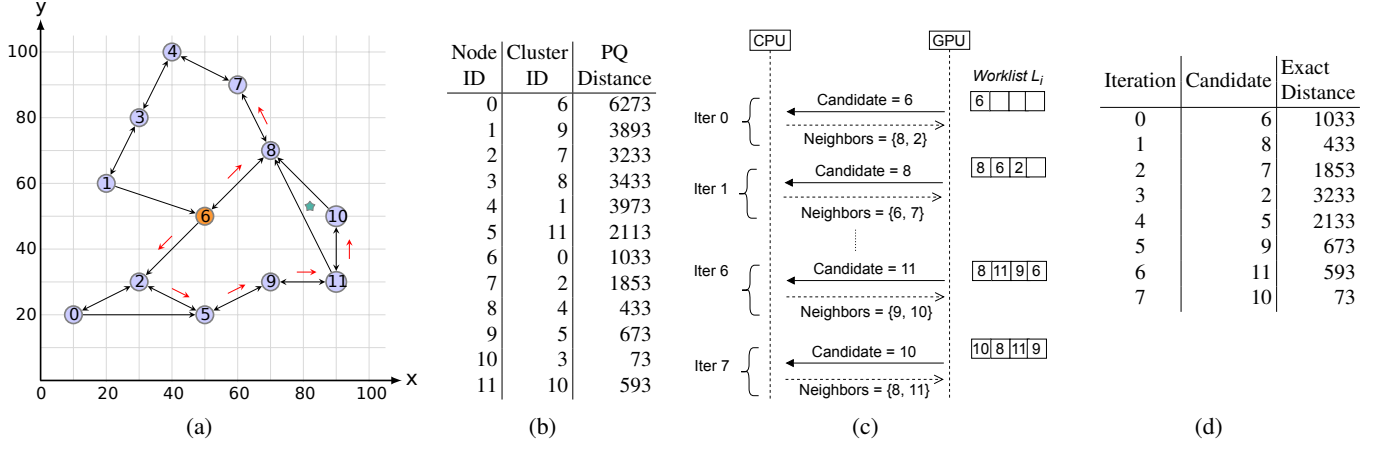 y
100
80
60
40
20
0
20
40
60
80
100
x
4
7
3
8
1
6
10
2
9
11
0
5
(a)
Node ID Cluster ID PQ Distance
0 6 6273
1 9 3893
2 7 3233
3 8 3433
4 1 3973
5 11 2113
6 0 1033
7 2 1853
8 4 433
9 5 673
10 3 73
11 10 593
(b)
CPU GPU
Worklist Li
Iter 0
Candidate = 6
Neighbors = {8, 2}
6
Iter 1
Candidate = 8
Neighbors = {6, 7}
8 6 2
Iter 6
Candidate = 11
Neighbors = {9, 10}
8 11 9 6
Iter 7
Candidate = 10
Neighbors = {8, 11}
10 8 11 9
(c)
Iteration Candidate Exact Distance
0 6 1033
1 8 433
2 7 1853
3 2 3233
4 5 2133
5 9 673
6 11 593
7 10 73
(d)